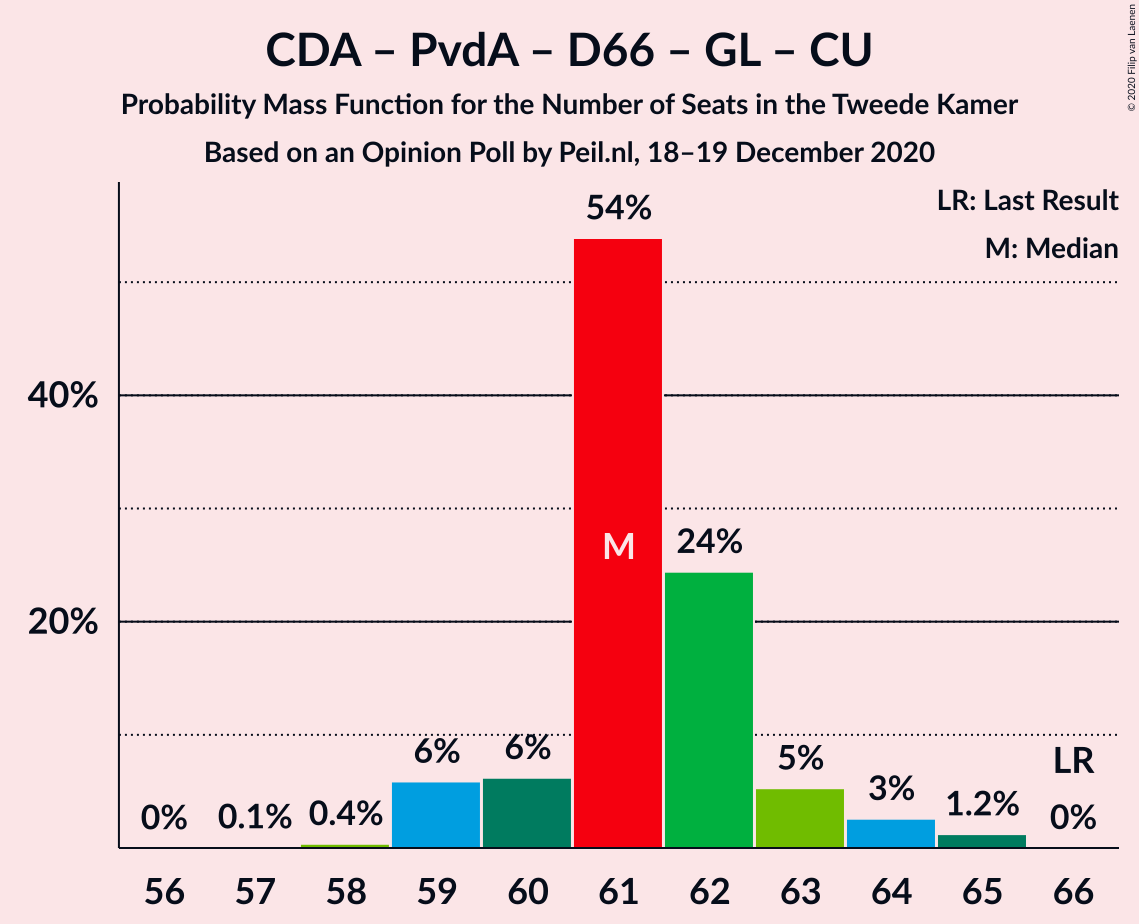 CDA – PvdA – D66 – GL – CU
Probability Mass Function for the Number of Seats in the Tweede Kamer
Based on an Opinion Poll by Peil.nl, 18–19 December 2020
© 2020 Filip van Laenen
LR: Last Result
M: Median
54%
40%
M
24%
20%
6%
6%
5%
3%
1.2%
LR
0%
0.1%
0.4%
0%
56 57 58 59 60 61 62 63 64 65 66